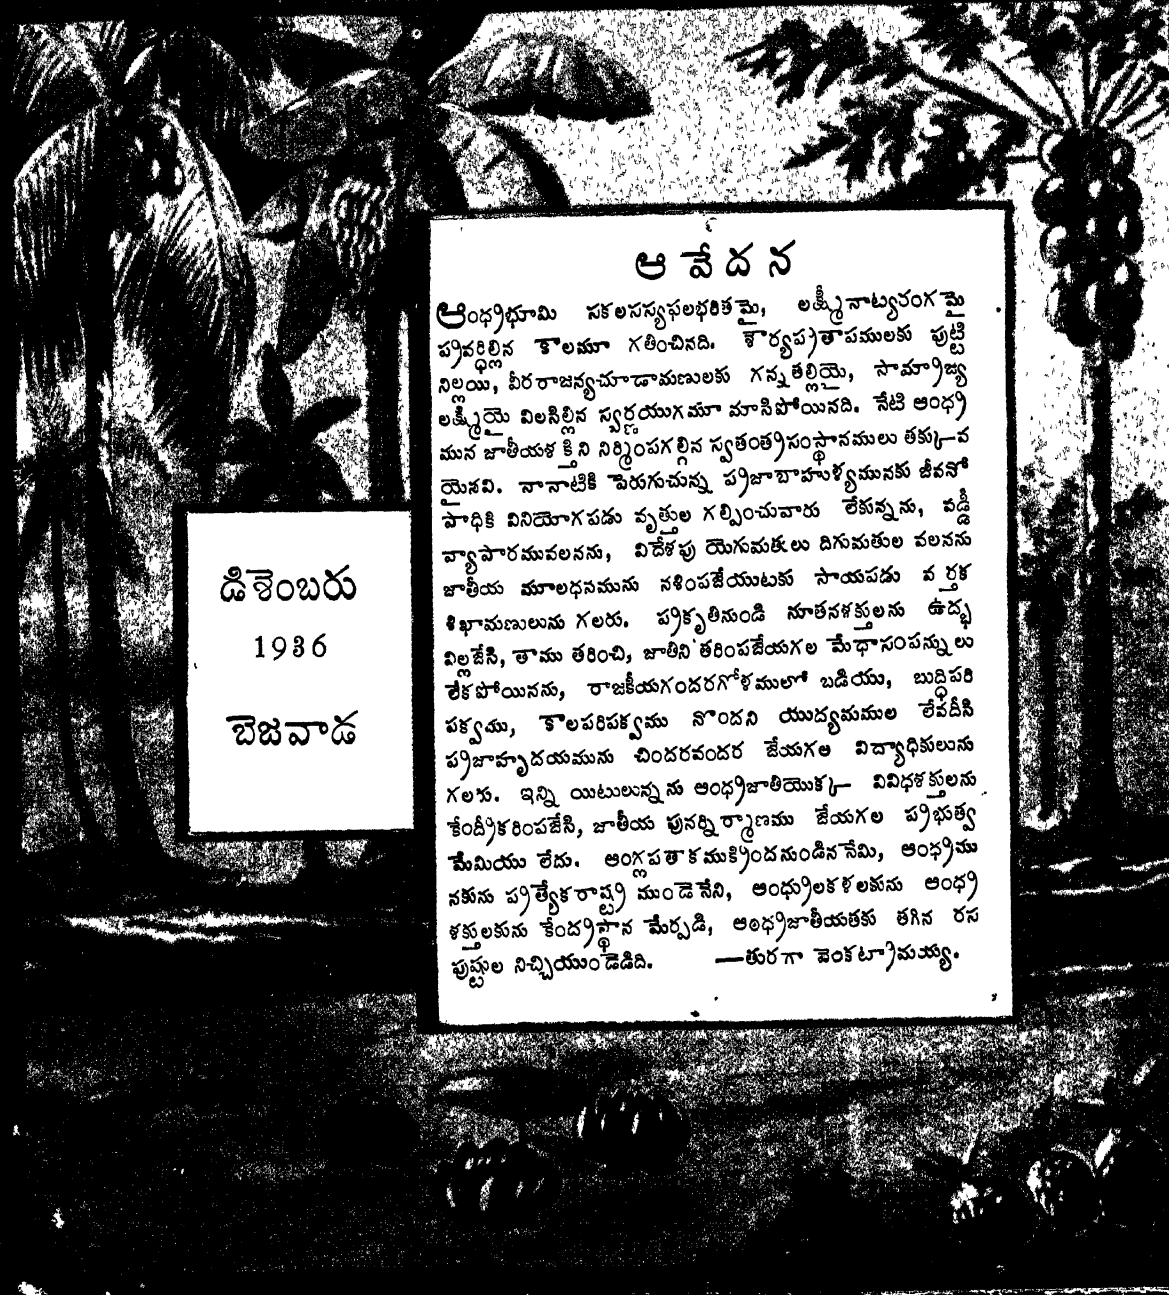 ఆవేదన
ఆంధ్రభూమి సకలసస్యఫలభరితమై, లక్ష్మీనాట్యరంగమై
ప్రవర్ధిల్లిన కాలమూ గతించినది. శౌర్యప్రతాపములకు పుట్టి
నిల్లయి, వీరరాజన్యచూడామణులకు గన్నతల్లియై, సామ్రాజ్య
లక్ష్మియై విలసిల్లిన స్వర్ణయుగమూ మాసిపోయినది. నేటి ఆంధ్ర
మున జాతీయశక్తిని నిర్మింపగల్గిన స్వతంత్రసంస్థానములు తక్కువ
యైనవి. నానాటికి పెరుగుచున్న ప్రజాబాహుళ్యమునకు జీవనో
పాధికి వినియోగపడు వృత్తుల గల్పించువారు లేకున్నను, వడ్డీ
వ్యాపారమువలనను, విదేశపు యెగుమతులు దిగుమతుల వలనను
జాతీయ మూలధనమును నశింపజేయుటకు సాయపడు వర్తక
శిఖామణులును గలరు. ప్రకృతినుండి నూతనశక్తులను ఉద్భ
విల్లజేసి, తాము తరించి, జాతిని తరింపజేయగల మేధాసంపన్నులు
లేకపోయినను, రాజకీయగందరగోళములో బడియు, బుద్ధిపరి
పక్వయు, కాలపరిపక్వము నొందని యుద్యమముల లేవదీసి
ప్రజాహృదయమును చిందరవందర జేయగల విద్యాధికులును
గలరు. ఇన్ని యిటులున్నను ఆంధ్రజాతియొక్క వివిధశక్తులను
కేంద్రీకరింపజేసి, జాతీయ పునర్నిర్మాణము జేయగల ప్రభుత్వ
మేమియు లేదు. ఆంగ్లపతాకముక్రిందనుండిననేమి, ఆంధ్రము
నకును ప్రత్యేకరాష్ట్ర ముండెనేని, ఆంధ్రులకళలకును ఆంధ్ర
శక్తులకును కేంద్రస్థాన మేర్పడి, ఆంధ్రజాతీయతకు తగిన రస
పుష్టుల నిచ్చియుండెడిది. —తురగా వెంకట్రామయ్య.
డిశెంబరు
1936
బెజవాడ